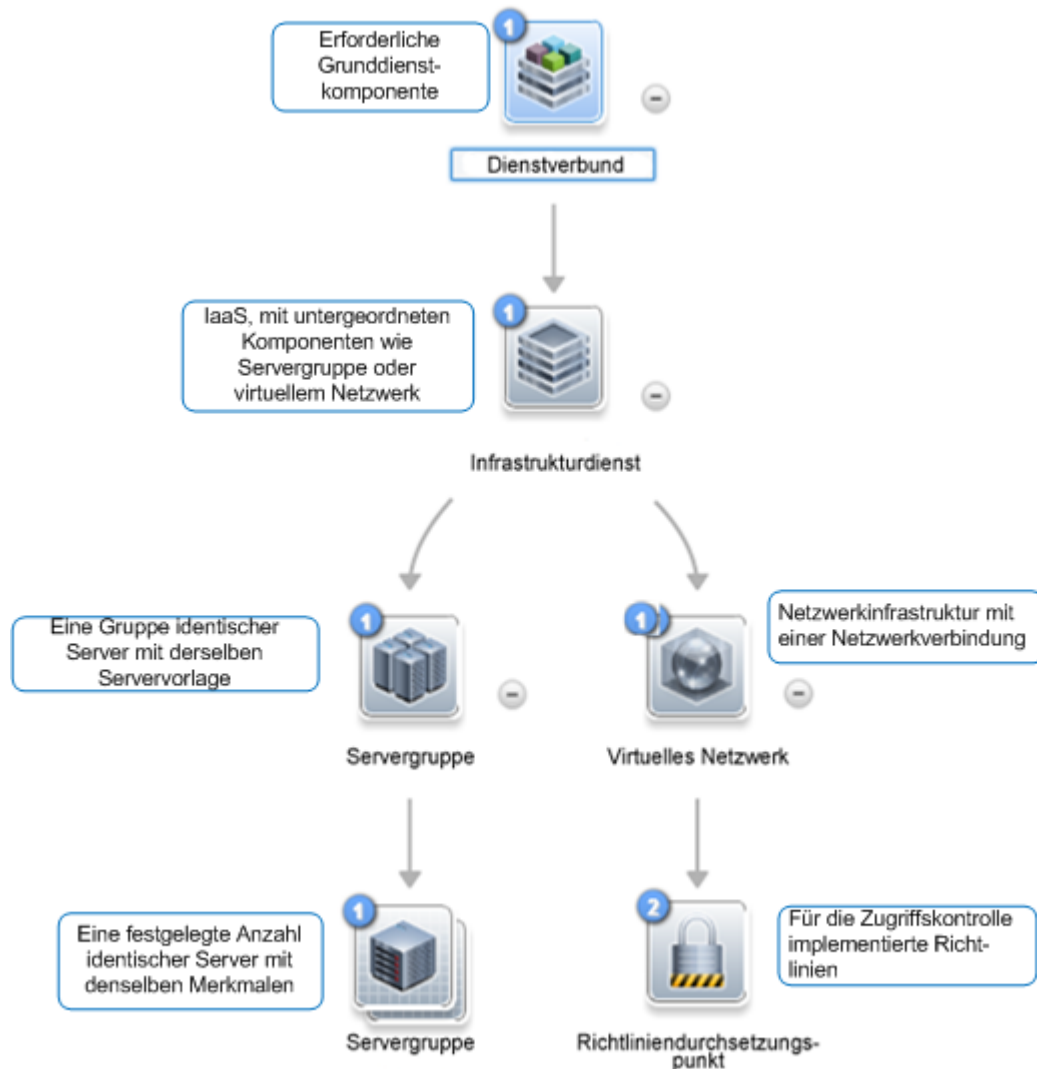 1
Erforderliche
Grunddienst-
komponente
Dienstverbund
1
IaaS, mit untergeordneten
Komponenten wie
Servergruppe oder
virtuellem Netzwerk
Infrastrukturdienst
1
Eine Gruppe identischer
Server mit derselben
Servervorlage
Servergruppe
1
Netzwerkinfrastruktur mit
einer Netzwerkverbindung
Virtuelles Netzwerk
1
Eine festgelegte Anzahl
identischer Server mit
denselben Merkmalen
Servergruppe
2
Für die Zugriffskontrolle
implementierte Richt-
linien
Richtliniendurchsetzungs-
punkt